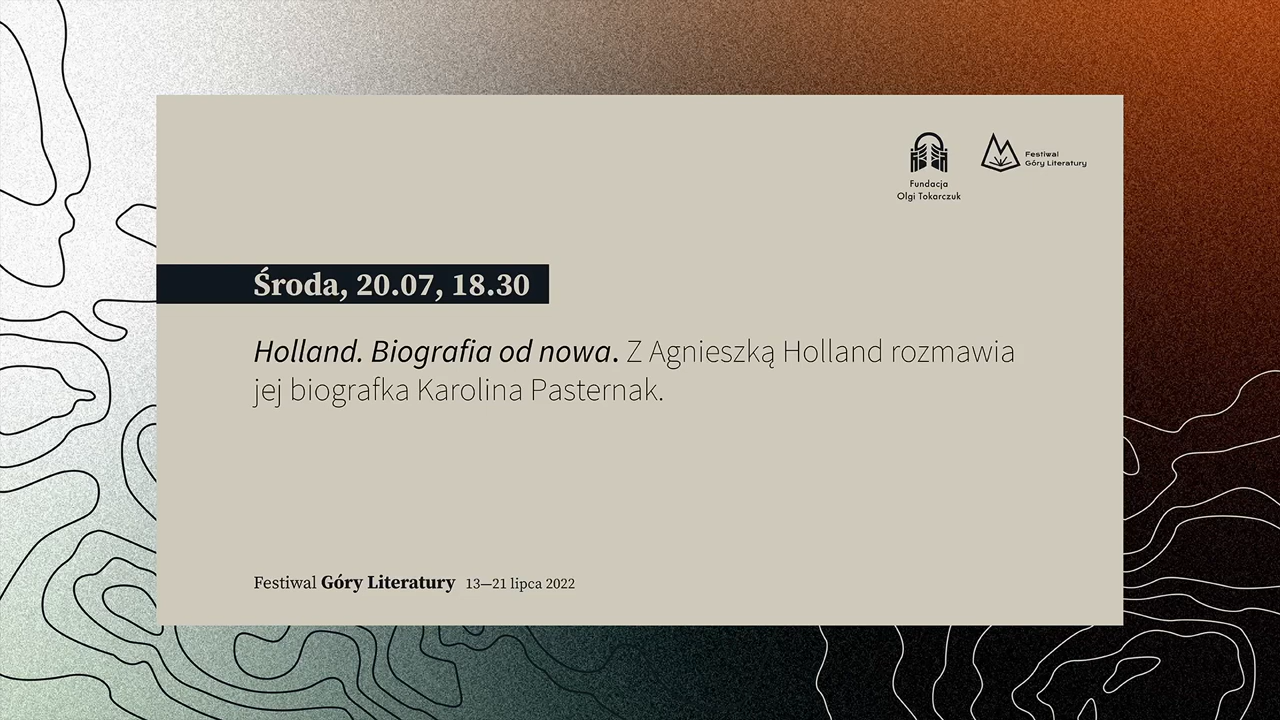 Fundacja
Olgi Tokarczuk
Festiwal
Góry Literatury
Środa, 20.07, 18.30
Holland. Biografia od nowa. Z Agnieszką Holland rozmawia
jej biografka Karolina Pasternak.
Festiwal Góry Literatury 13—21 lipca 2022